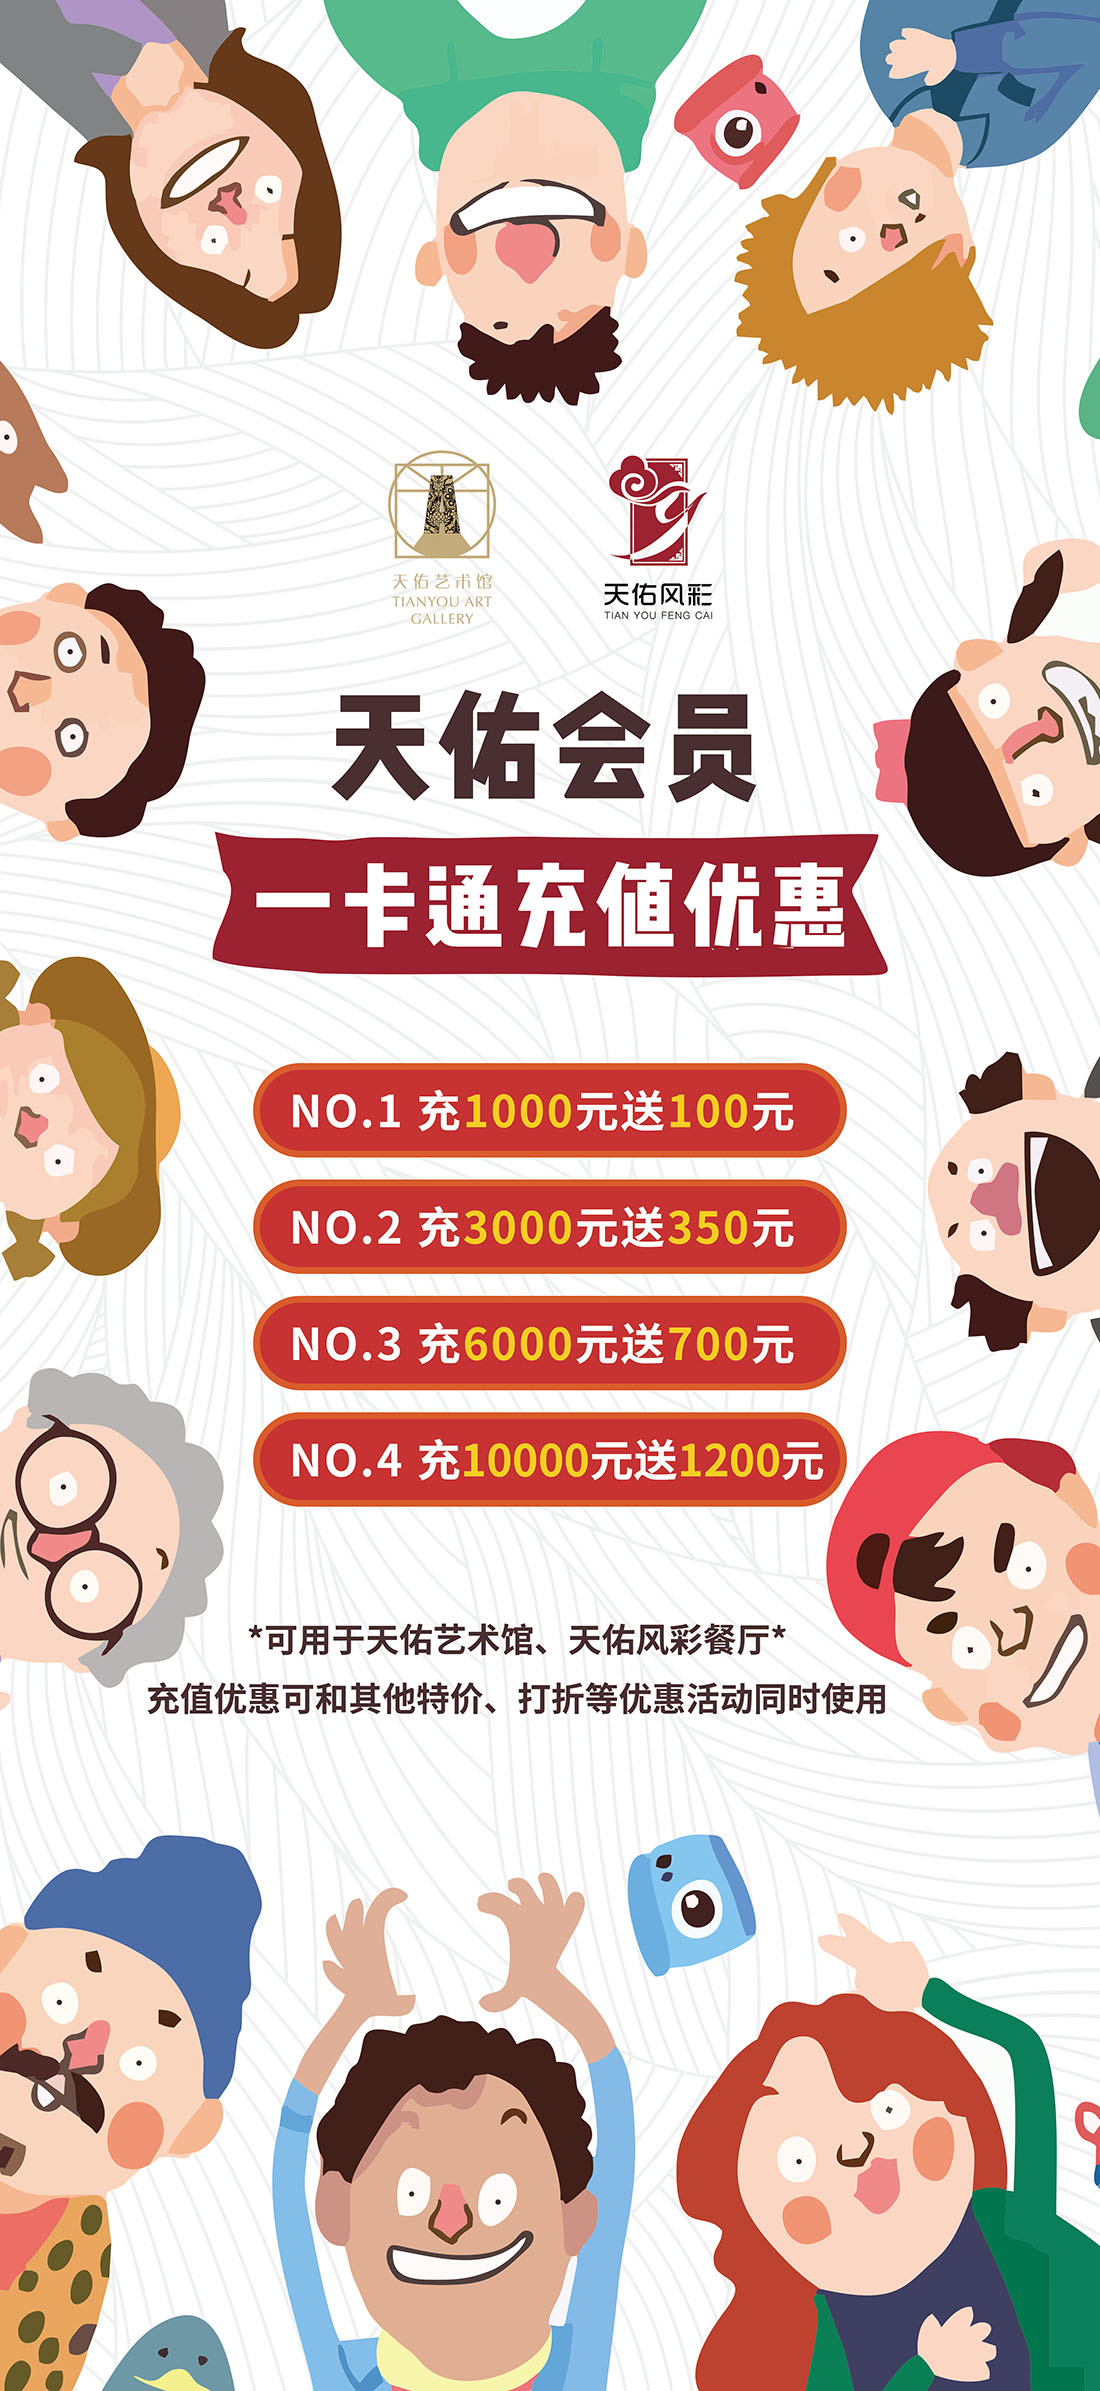 天佑艺术馆
TIANYOU ART
GALLERY
天佑风彩
TIAN YOU FENG CAI
天佑会员
一卡通充值优惠
NO.1 充1000元送100元
NO.2 充3000元送350元
NO.3 充6000元送700元
NO.4 充10000元送1200元
*可用于天佑艺术馆、天佑风彩餐厅*
充值优惠可和其他特价、打折等优惠活动同时使用